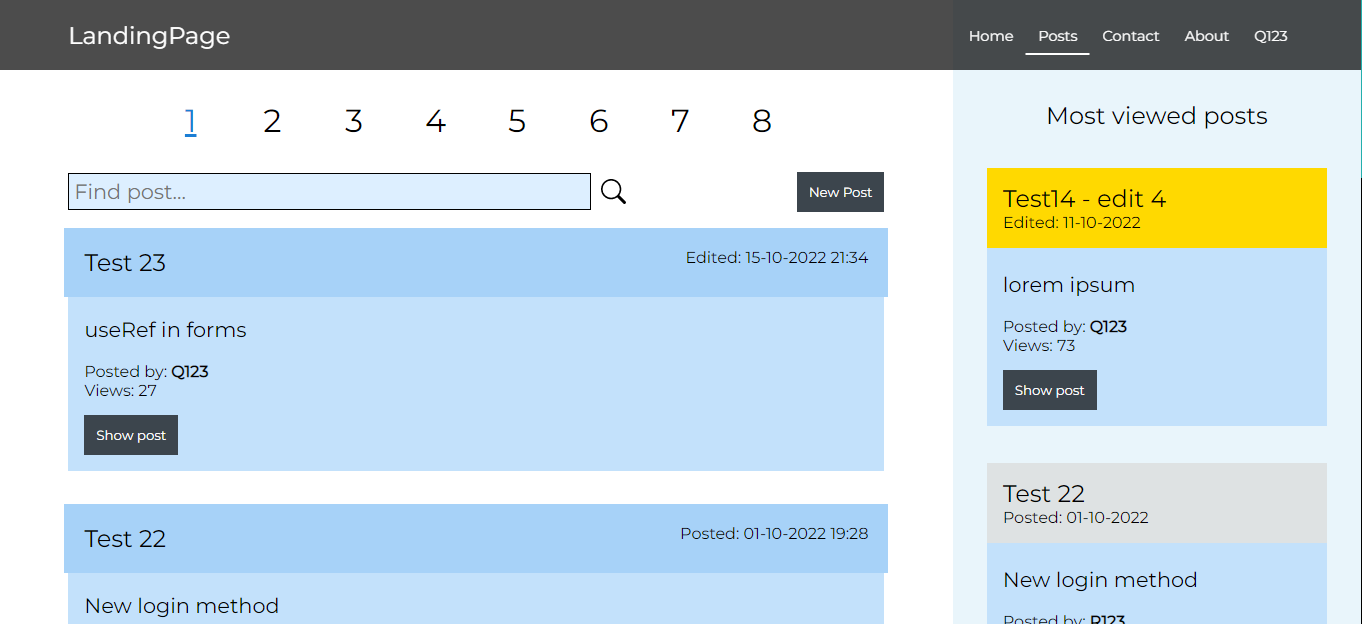 LandingPage
Home Posts Contact About Q123
1 2 3 4 5 6 7 8
Find post...
New Post
Test 23
Edited: 15-10-2022 21:34
useRef in forms
Posted by: Q123
Views: 27
Show post
Test 22
Posted: 01-10-2022 19:28
New login method
Most viewed posts
Test14 - edit 4
Edited: 11-10-2022
lorem ipsum
Posted by: Q123
Views: 73
Show post
Test 22
Posted: 01-10-2022
New login method
Posted by: R123